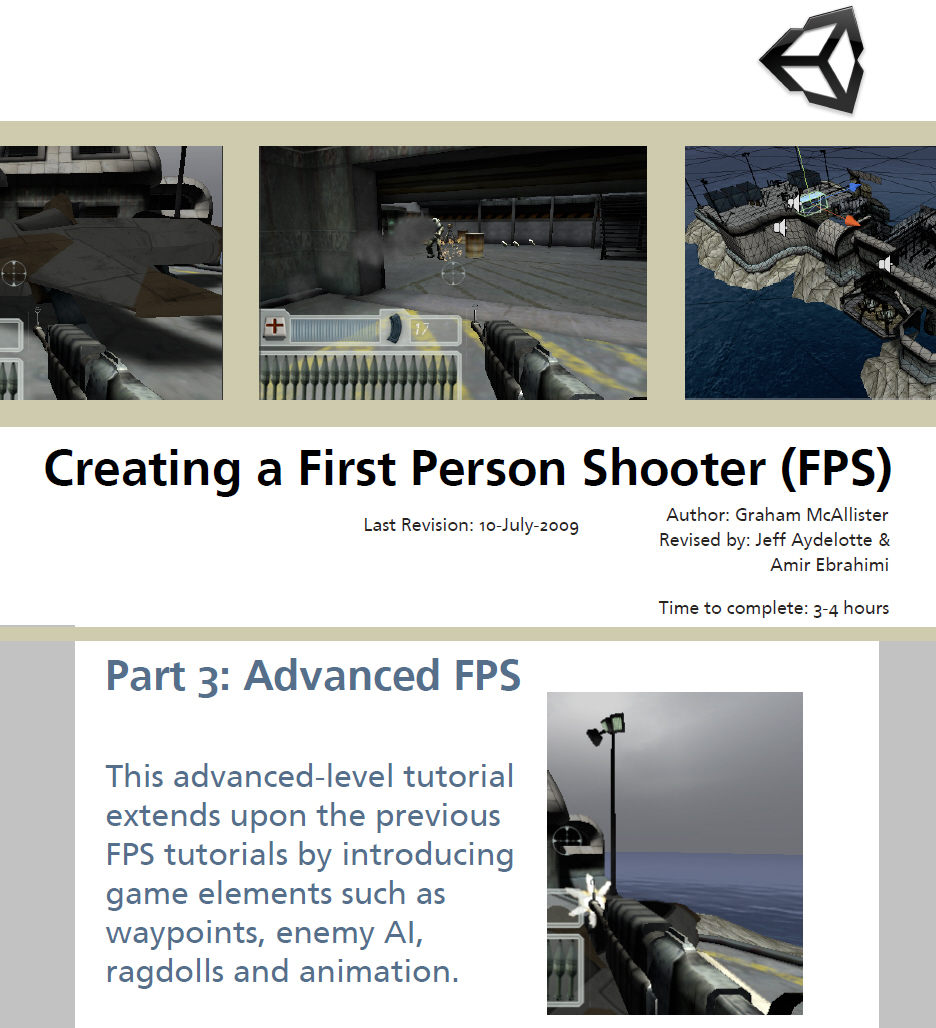 17
Creating a First Person Shooter (FPS)
Last Revision: 10-July-2009
Author: Graham McAllister
Revised by: Jeff Aydelotte &
Amir Ebrahimi
Time to complete: 3-4 hours
Part 3: Advanced FPS
This advanced-level tutorial
extends upon the previous
FPS tutorials by introducing
game elements such as
waypoints, enemy AI,
ragdolls and animation.